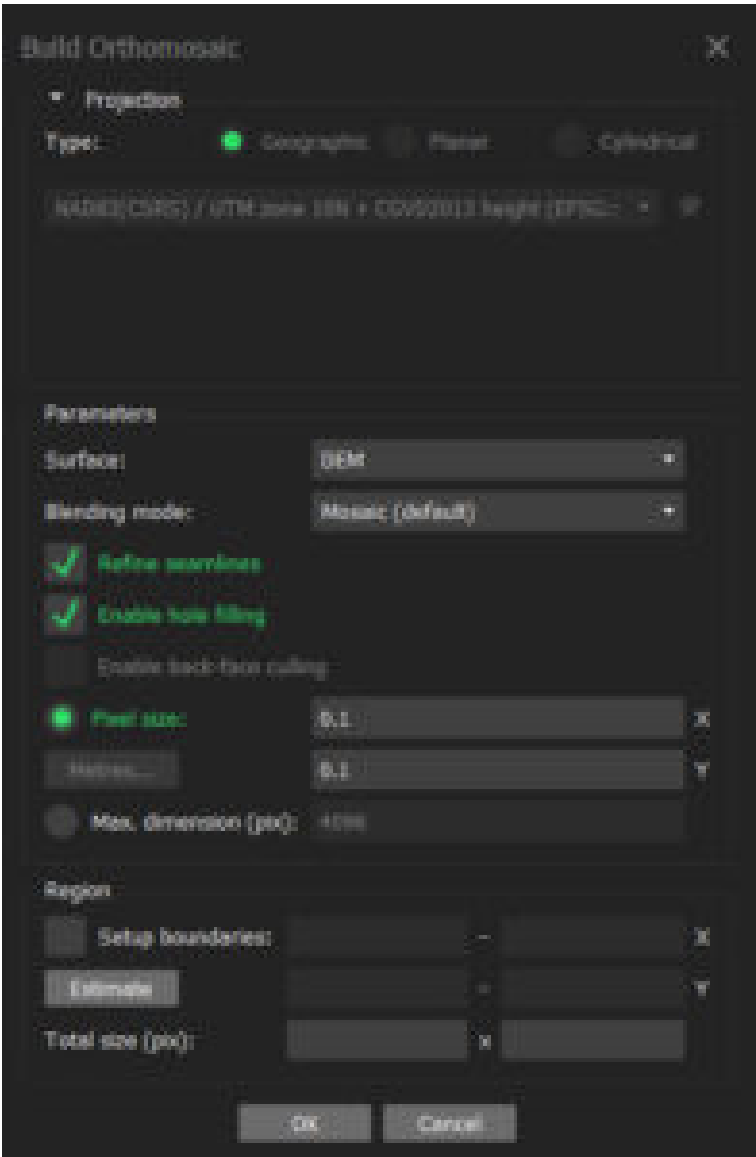 Build Orthomosaic
Projection
Type: Geographic Planar Cylindrical
NAD83(CSRS) / UTM zone + CGVD2013 height (EPSG::
Parameters
Surface: DEM
Blending mode: Mosaic (default)
Refine seamlines
Enable hole filling
Enable back-face culling
Pixel size: 0.1 X
Metres... 0.1 Y
Max. dimension (pix): 4096
Region
Setup boundaries: - X
Estimate - Y
Total size (pix): x
OK Cancel